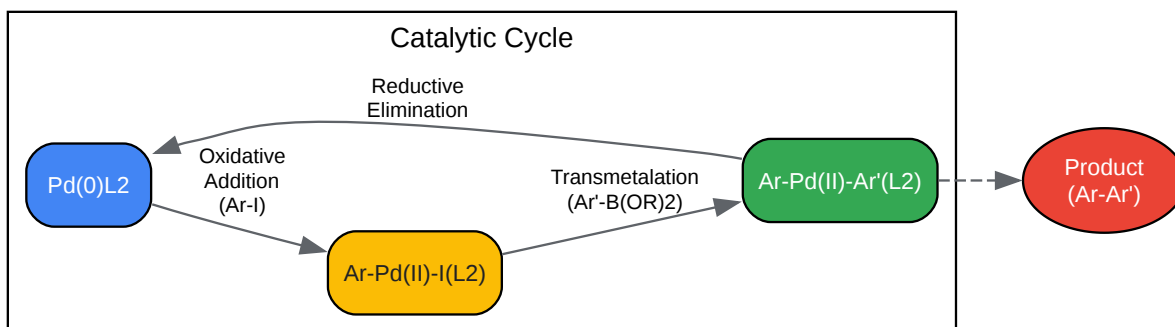 Catalytic Cycle
Reductive
Elimination
Pd(0)L2
Oxidative
Addition
(Ar-I)
Ar-Pd(II)-I(L2)
Transmetalation
(Ar'-B(OR)2)
Ar-Pd(II)-Ar'(L2)
Product
(Ar-Ar')